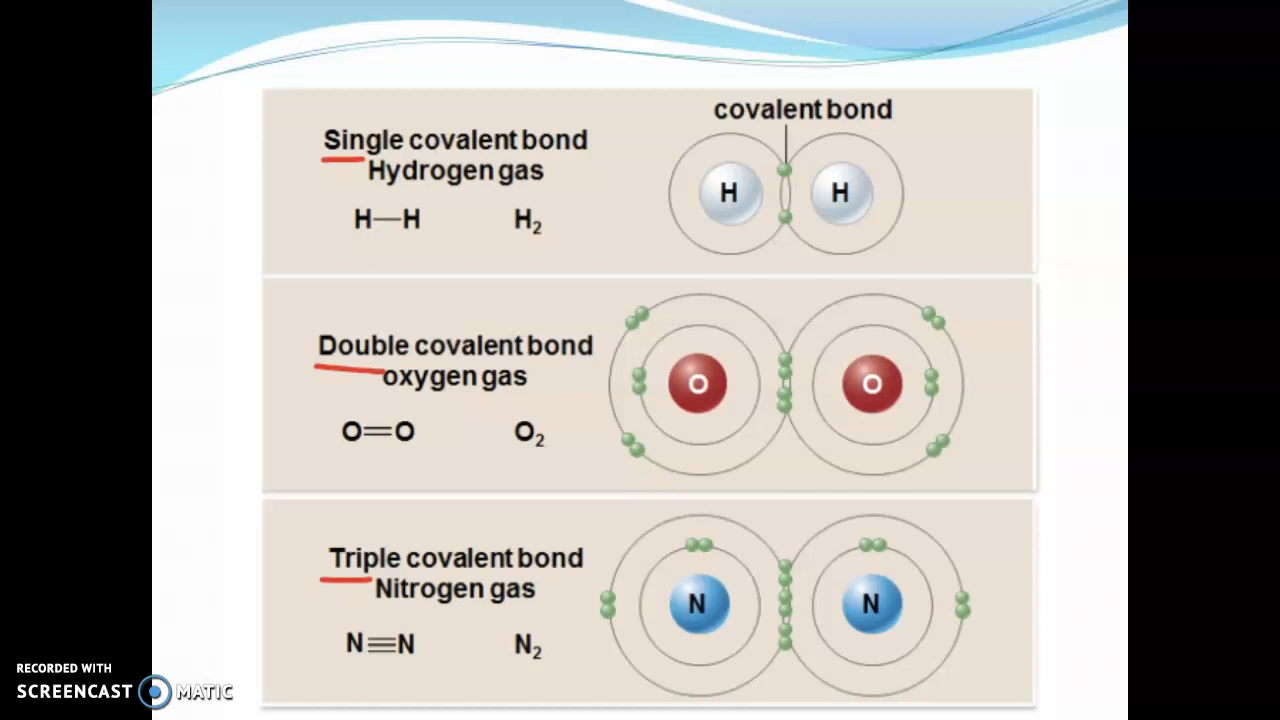 covalent bond
Single covalent bond
Hydrogen gas
H—H H₂
H H
Double covalent bond
oxygen gas
O=O O₂
O O
Triple covalent bond
Nitrogen gas
N≡N N₂
N N
RECORDED WITH
SCREENCAST MATIC